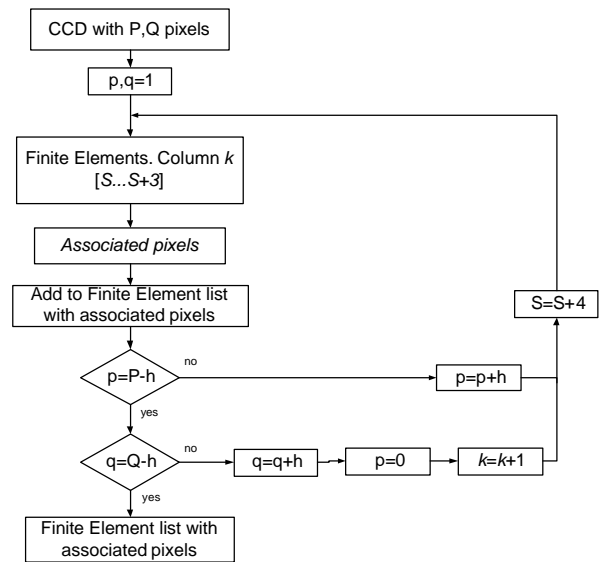 CCD with P,Q pixels
p,q=1
Finite Elements. Column k
[S...S+3]
Associated pixels
Add to Finite Element list
with associated pixels
S=S+4
p=P-h
no
p=p+h
yes
q=Q-h
no
q=q+h
p=0
k=k+1
yes
Finite Element list with
associated pixels